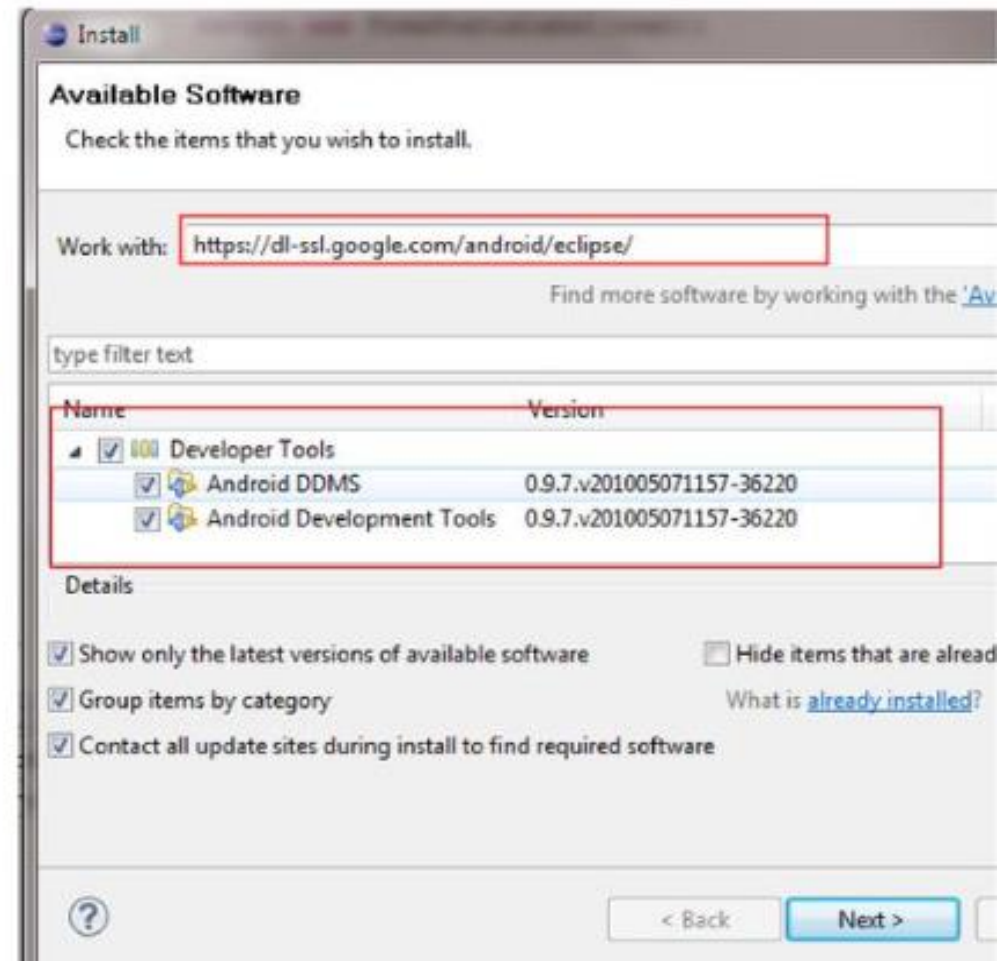 Install
Available Software
Check the items that you wish to install.
Work with: https://dl-ssl.google.com/android/eclipse/
Find more software by working with the 'Av
type filter text
Name Version
Developer Tools
Android DDMS 0.9.7.v201005071157-36220
Android Development Tools 0.9.7.v201005071157-36220
Details
Show only the latest versions of available software Hide items that are alread
Group items by category What is already installed?
Contact all update sites during install to find required software
? < Back Next >